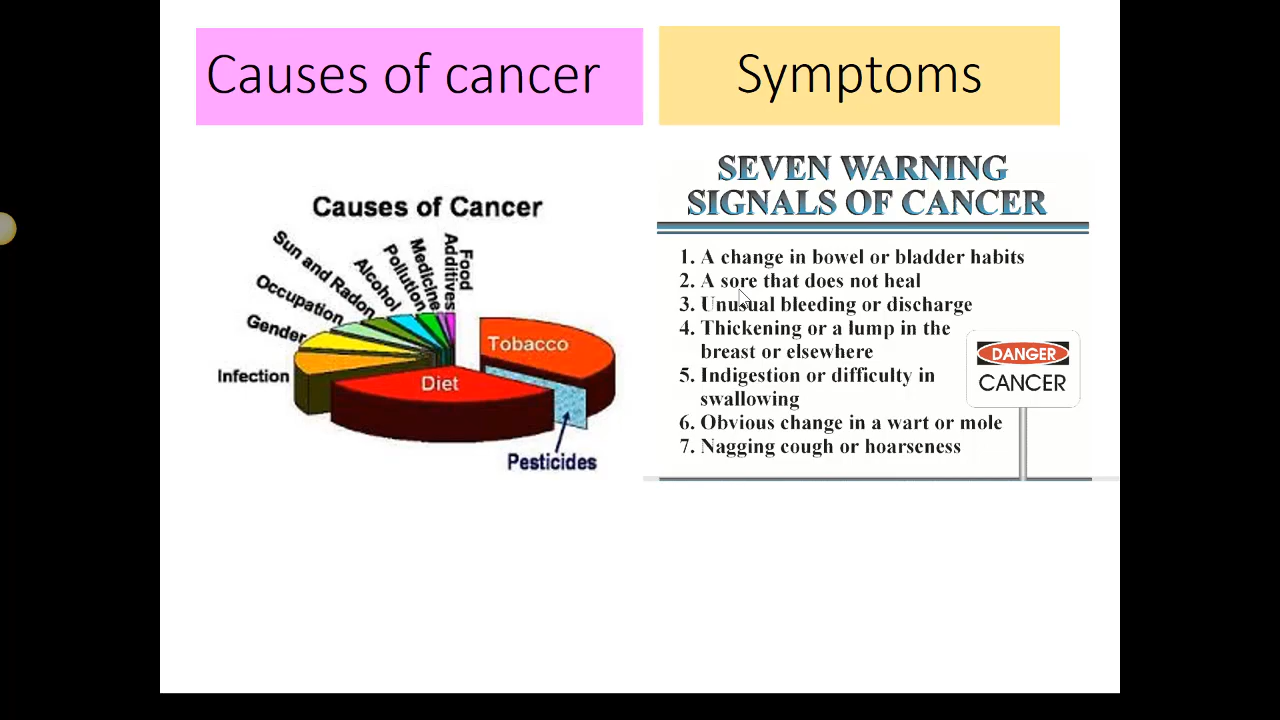 Causes of cancer
Symptoms
Causes of Cancer
Infection
Gender
Occupation
Sun and Radon
Alcohol
Pollution
Medicine
Food
Additives
Tobacco
Diet
Pesticides
SEVEN WARNING
SIGNALS OF CANCER
1. A change in bowel or bladder habits
2. A sore that does not heal
3. Unusual bleeding or discharge
4. Thickening or a lump in the
breast or elsewhere
5. Indigestion or difficulty in
swallowing
6. Obvious change in a wart or mole
7. Nagging cough or hoarseness
DANGER
CANCER